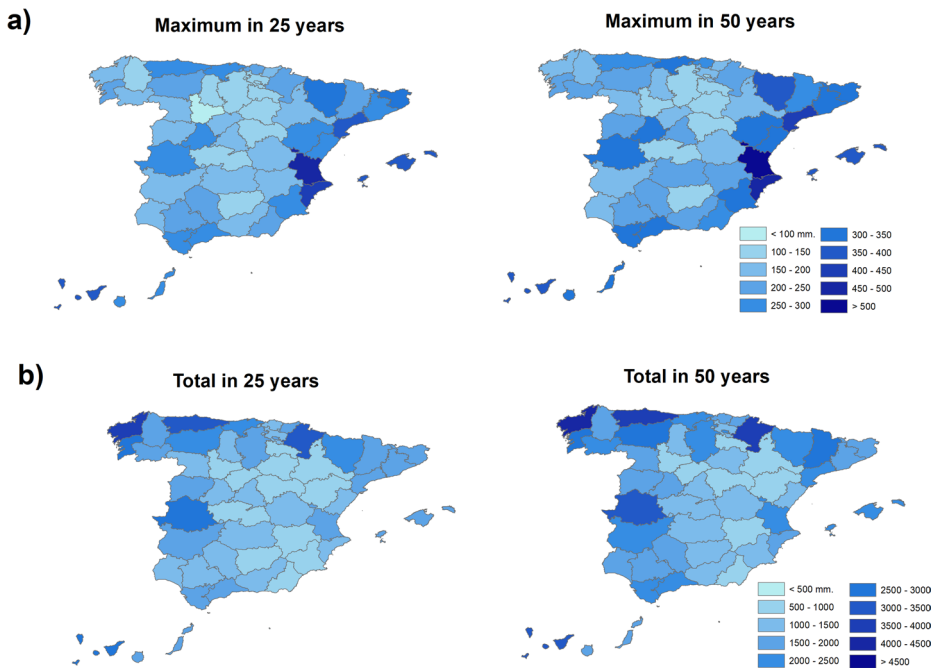 a)
Maximum in 25 years
Maximum in 50 years
< 100 mm.
100 - 150
150 - 200
200 - 250
250 - 300
300 - 350
350 - 400
400 - 450
450 - 500
> 500
b)
Total in 25 years
Total in 50 years
< 500 mm.
500 - 1000
1000 - 1500
1500 - 2000
2000 - 2500
2500 - 3000
3000 - 3500
3500 - 4000
4000 - 4500
> 4500